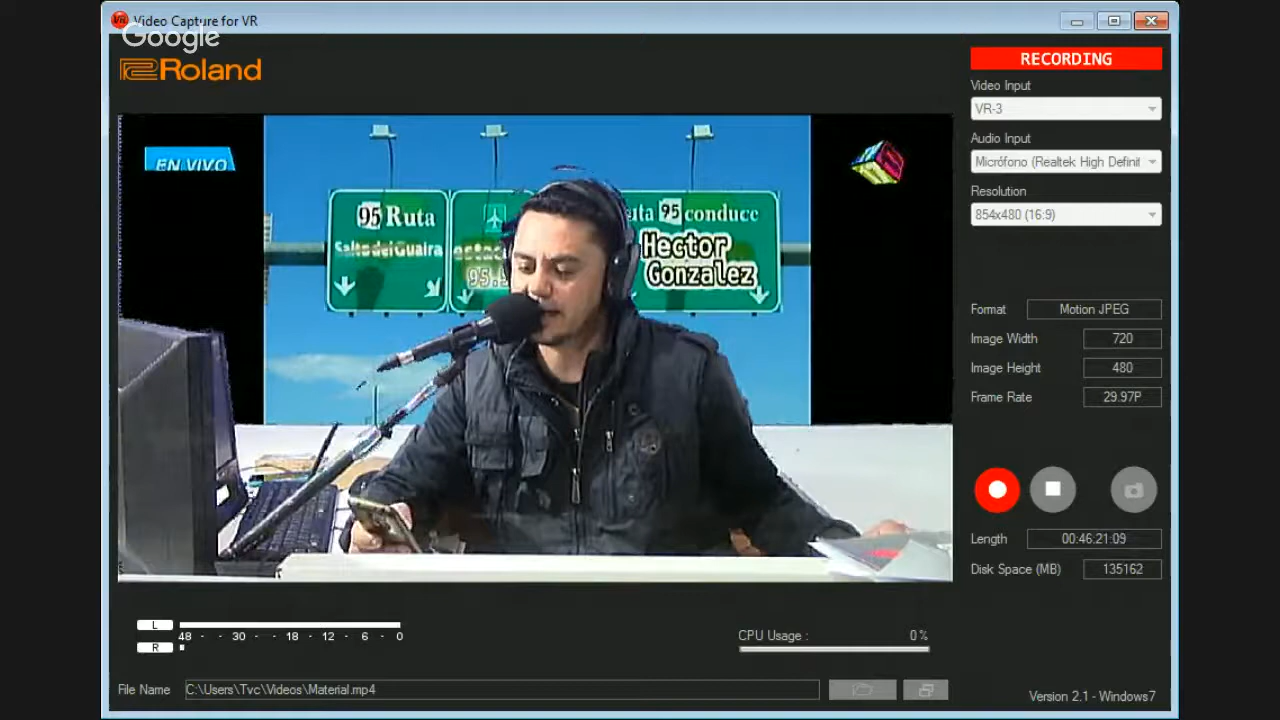 Video Capture for VR
Google
Roland
RECORDING
Video Input
VR-3
Audio Input
Micrófono (Realtek High Definit
Resolution
854x480 (16:9)
EN VIVO
95 Ruta
Salto del Guaira
95.5
95 conduce
Hector
Gonzalez
Format Motion JPEG
Image Width 720
Image Height 480
Frame Rate 29.97P
Length 00:46.21:09
Disk Space (MB) 135162
L
48 - - 30 - - 18 - 12 - 6 - 0
R
CPU Usage : 0 %
File Name C:\Users\Tvc\Videos\Material.mp4
Version 2.1 - Windows7